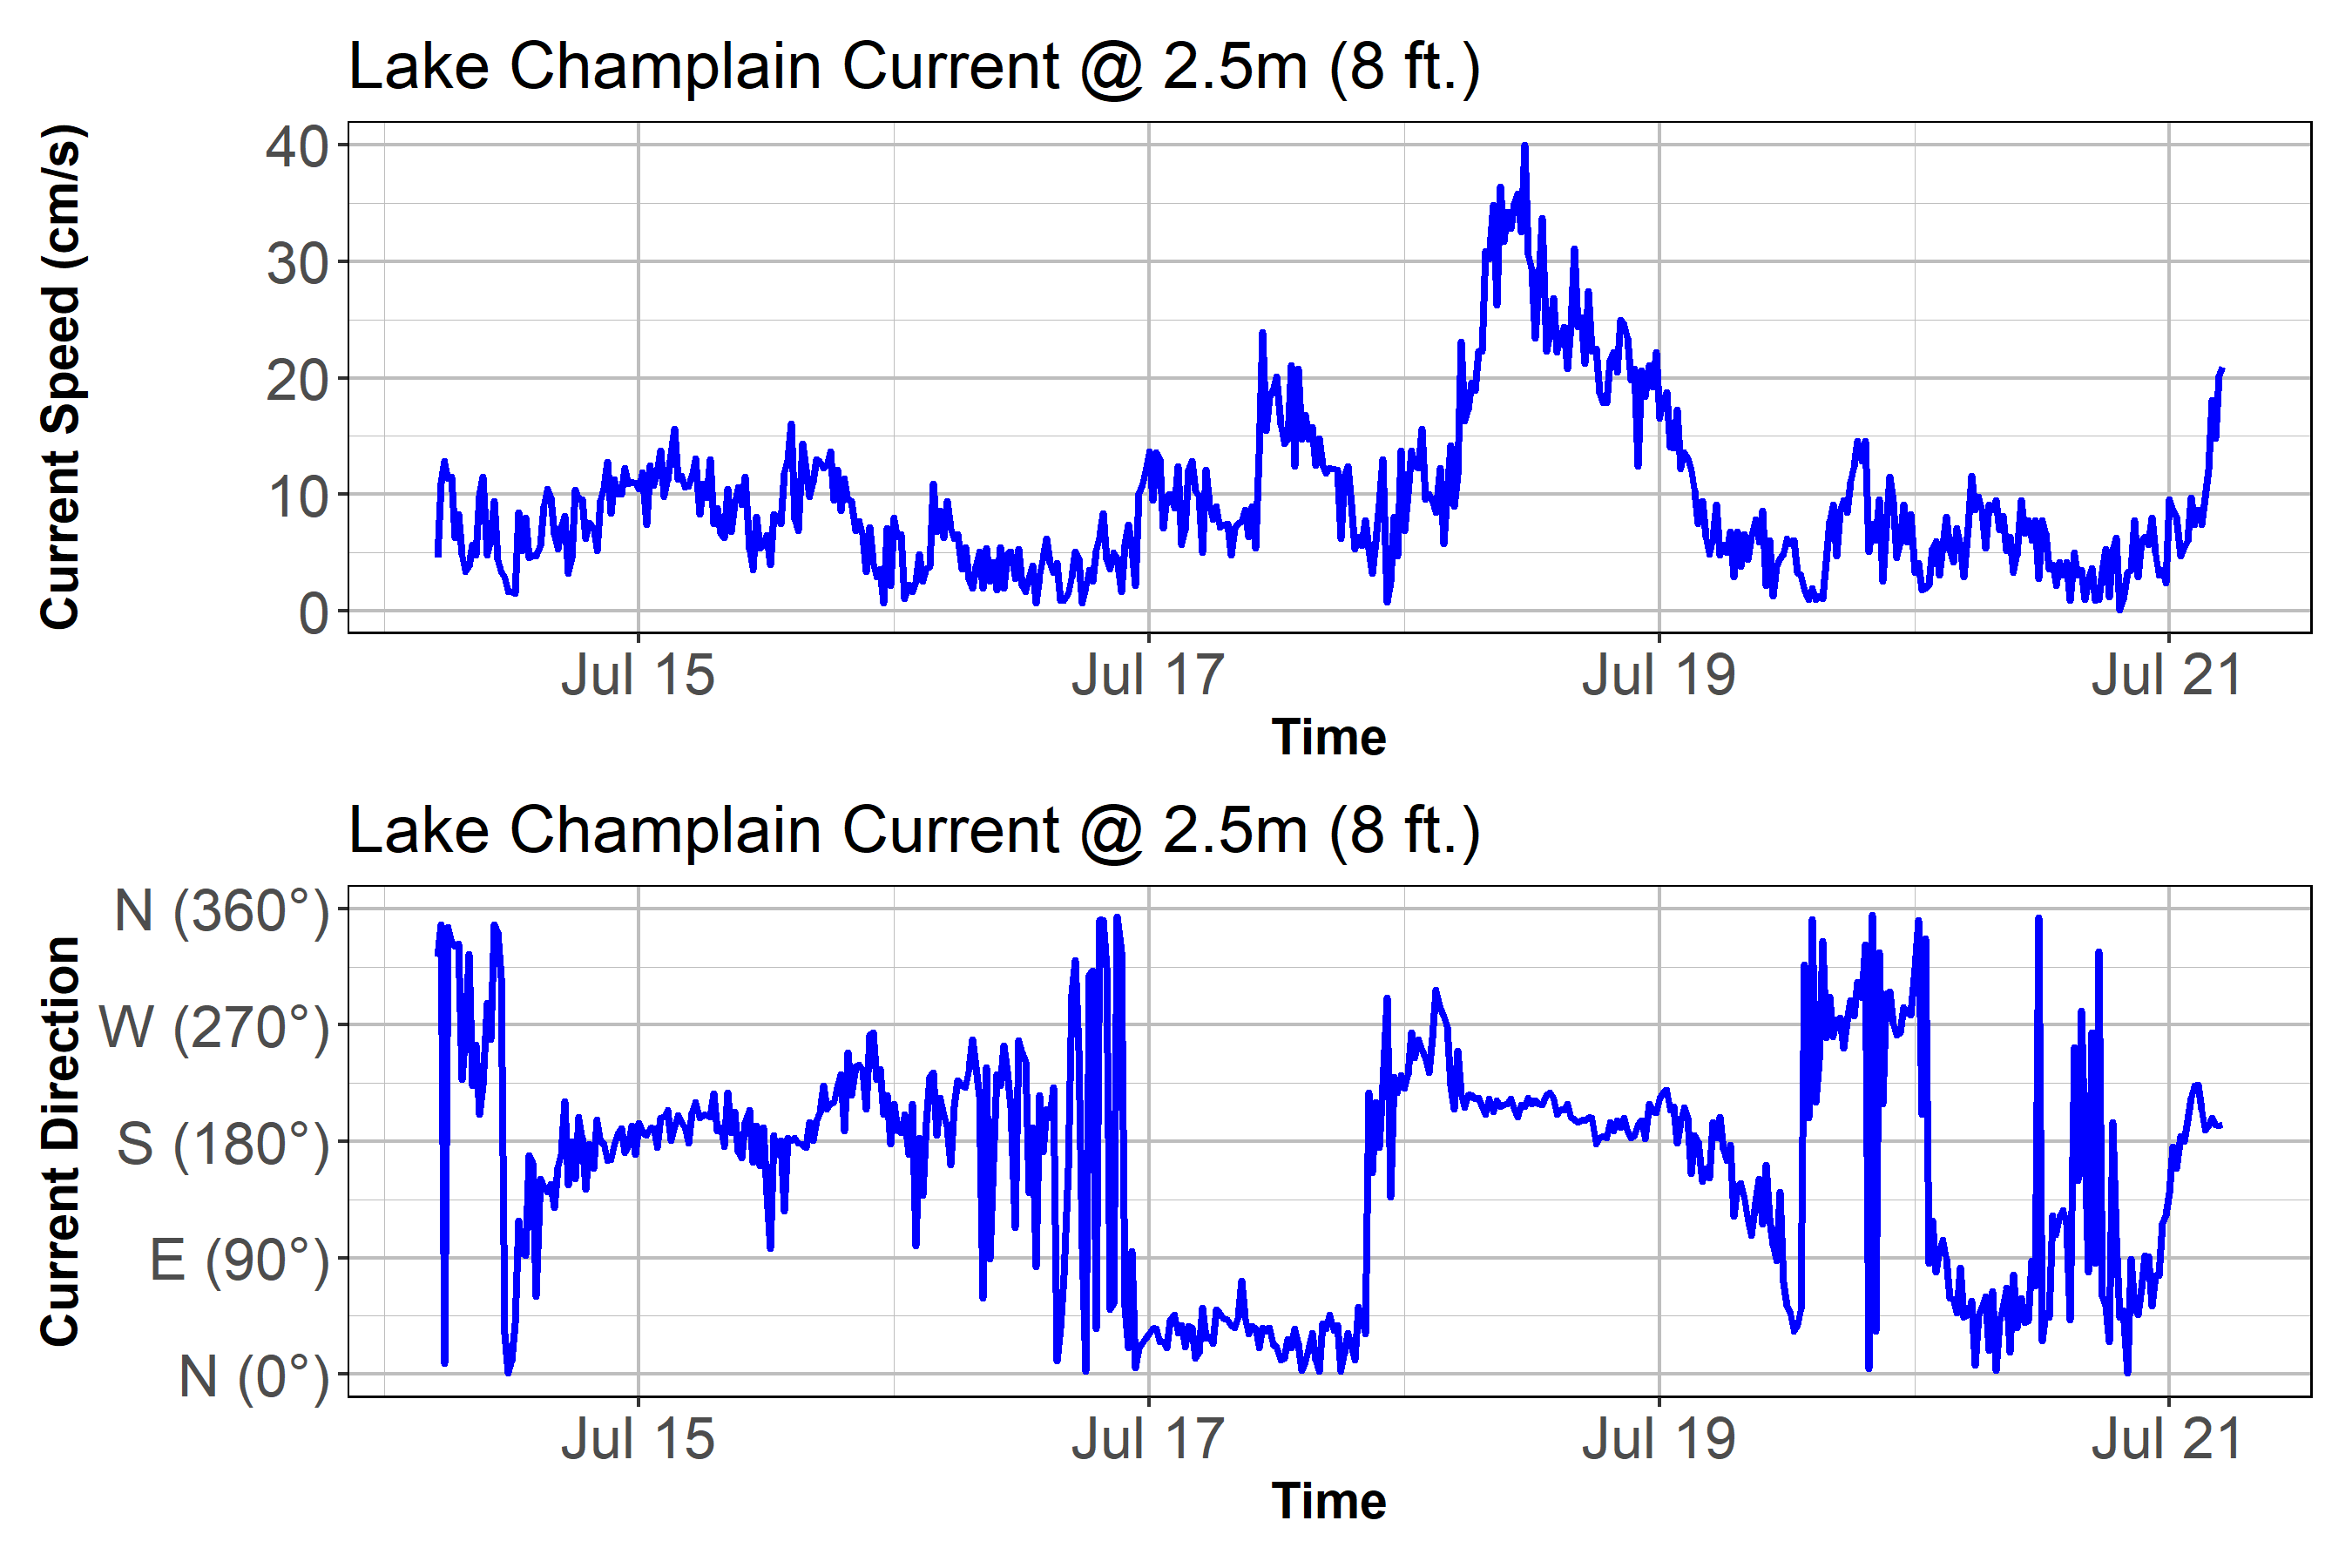 Lake Champlain Current @ 2.5m (8 ft.)
Current Speed (cm/s)
40
30
20
10
0
Jul 15 Jul 17 Jul 19 Jul 21
Time
Lake Champlain Current @ 2.5m (8 ft.)
Current Direction
N (360°)
W (270°)
S (180°)
E (90°)
N (0°)
Jul 15 Jul 17 Jul 19 Jul 21
Time